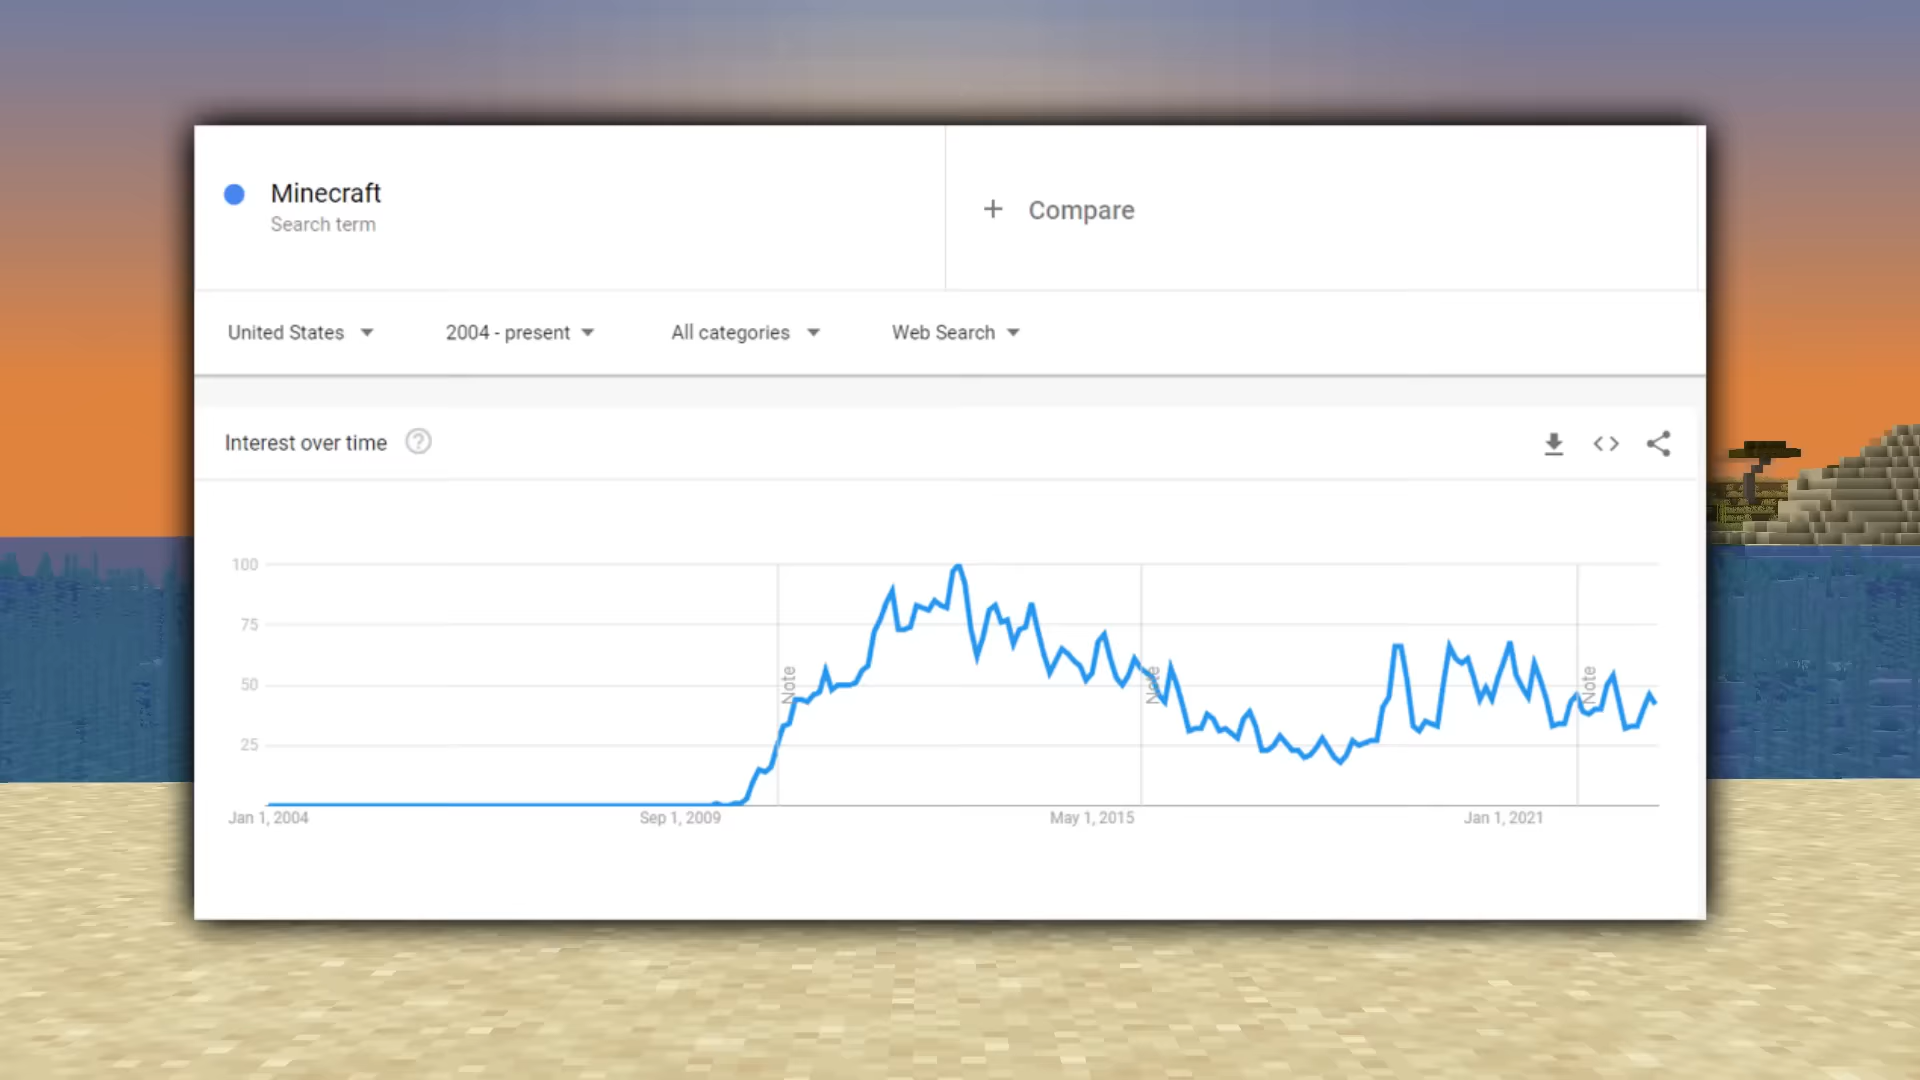 Minecraft
Search term
+ Compare
United States
2004 - present
All categories
Web Search
Interest over time ?
100
75
50
25
Note
Note
Note
Jan 1, 2004
Sep 1, 2009
May 1, 2015
Jan 1, 2021